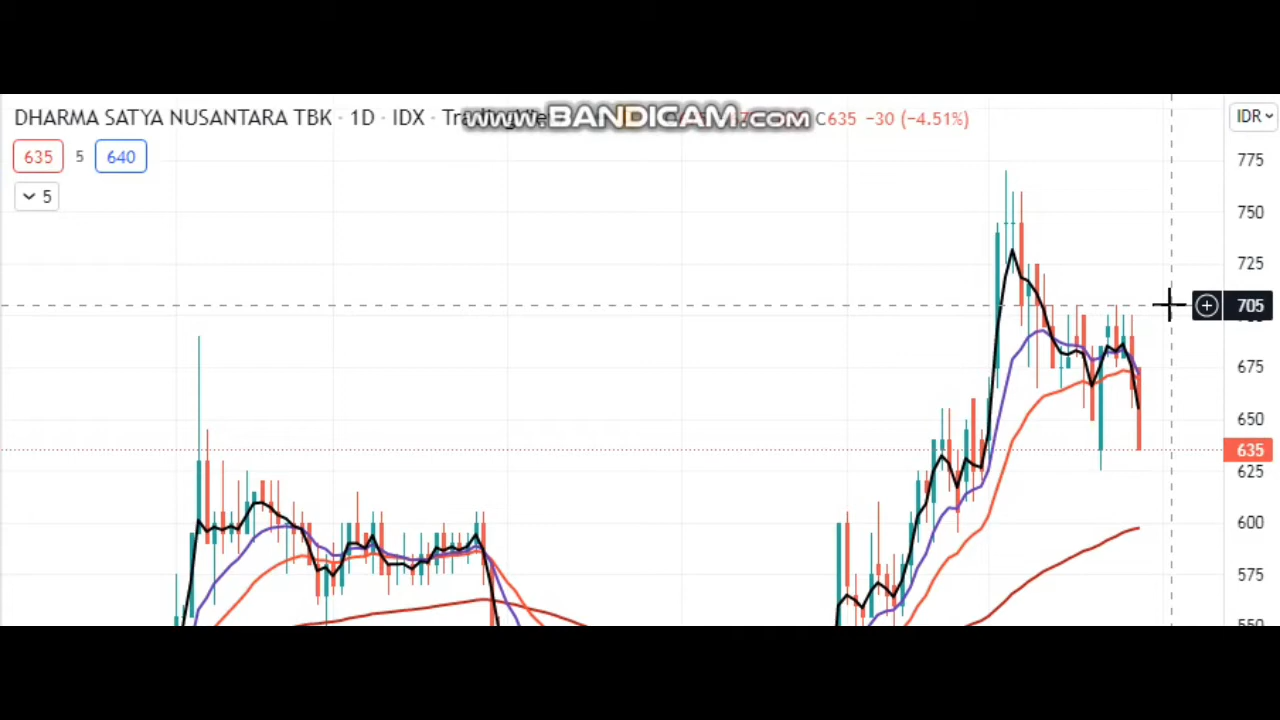 DHARMA SATYA NUSANTARA TBK · 1D · IDX ·
www.BANDICAM.com
C635 −30 (−4.51%)
IDR
635 5 640
5
775
750
725
705
675
650
635
625
600
575
550